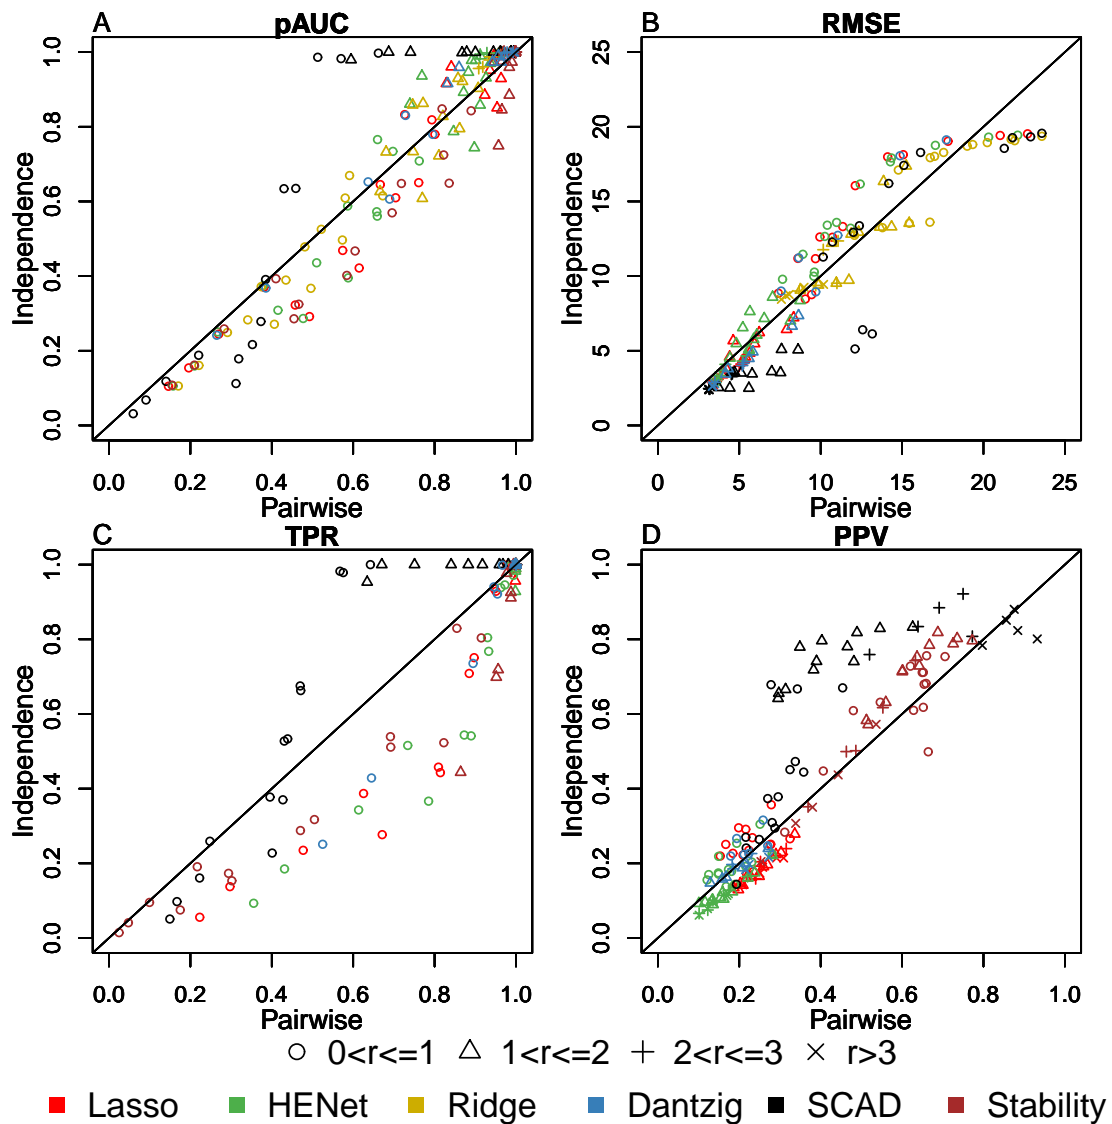 A pAUC
B RMSE
1.0
0.8
0.6
0.4
0.2
0.0
Independence
0.0 0.2 0.4 0.6 0.8 1.0
Pairwise
25
20
15
10
5
0
Independence
0 5 10 15 20 25
Pairwise
C TPR
D PPV
1.0
0.8
0.6
0.4
0.2
0.0
Independence
0.0 0.2 0.4 0.6 0.8 1.0
Pairwise
1.0
0.8
0.6
0.4
0.2
0.0
Independence
0.0 0.2 0.4 0.6 0.8 1.0
Pairwise
0<r<=1 1<r<=2 2<r<=3 r>3
Lasso HENet Ridge Dantzig SCAD Stability